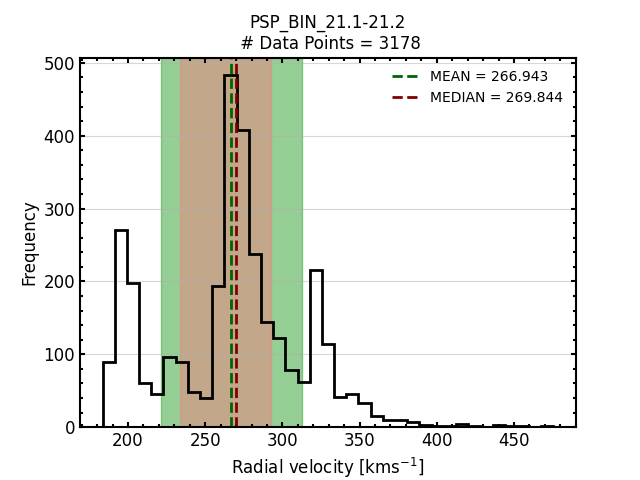 PSP_BIN_21.1-21.2
# Data Points = 3178
MEAN = 266.943
MEDIAN = 269.844
500
400
300
200
100
0
Frequency
200 250 300 350 400 450
Radial velocity [kms⁻¹]